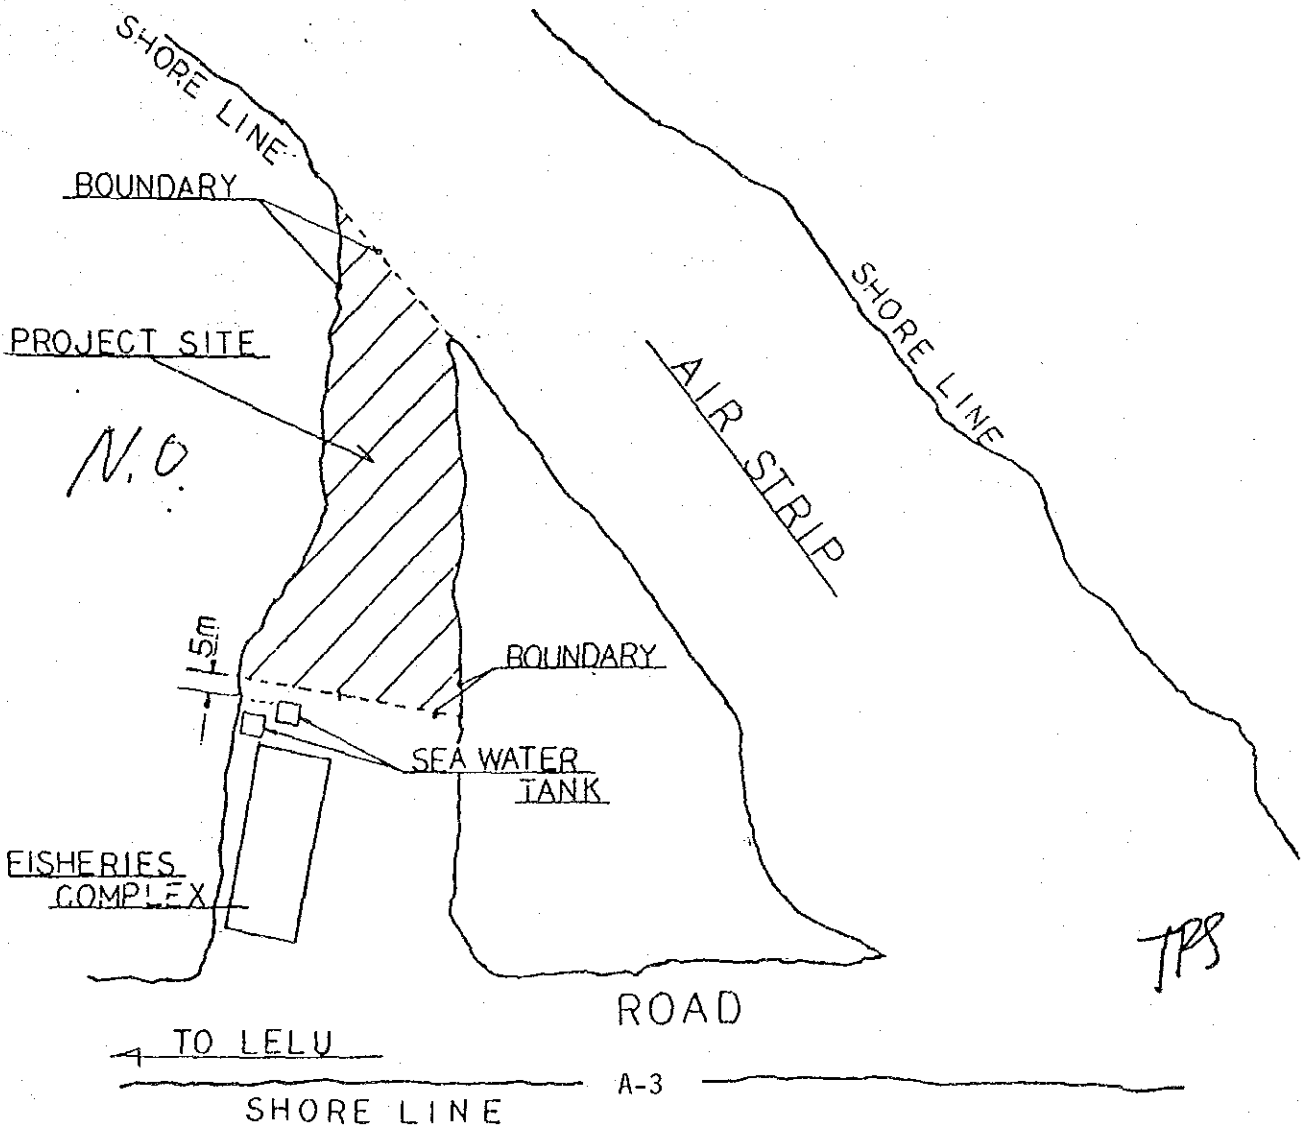 SHORE LINE
BOUNDARY
PROJECT SITE
N.O.
SHORE LINE
AIR STRIP
5m
BOUNDARY
SEA WATER
TANK
FISHERIES
COMPLEX
TPS
ROAD
TO LELU
A-3
SHORE LINE